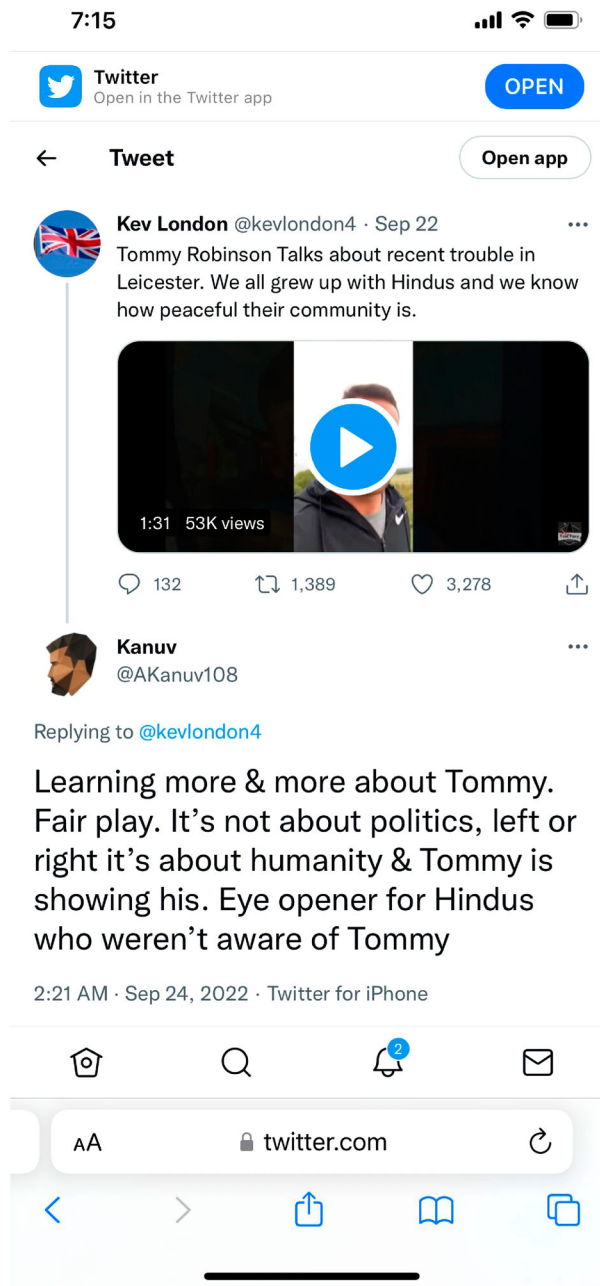 7:15
Twitter
Open in the Twitter app
OPEN
Tweet
Open app
Kev London @kevlondon4 · Sep 22
Tommy Robinson Talks about recent trouble in
Leicester. We all grew up with Hindus and we know
how peaceful their community is.
1:31 53K views
132 1,389 3,278
Kanuv
@AKanuv108
Replying to @kevlondon4
Learning more & more about Tommy.
Fair play. It’s not about politics, left or
right it’s about humanity & Tommy is
showing his. Eye opener for Hindus
who weren’t aware of Tommy
2:21 AM · Sep 24, 2022 · Twitter for iPhone
2
AA twitter.com